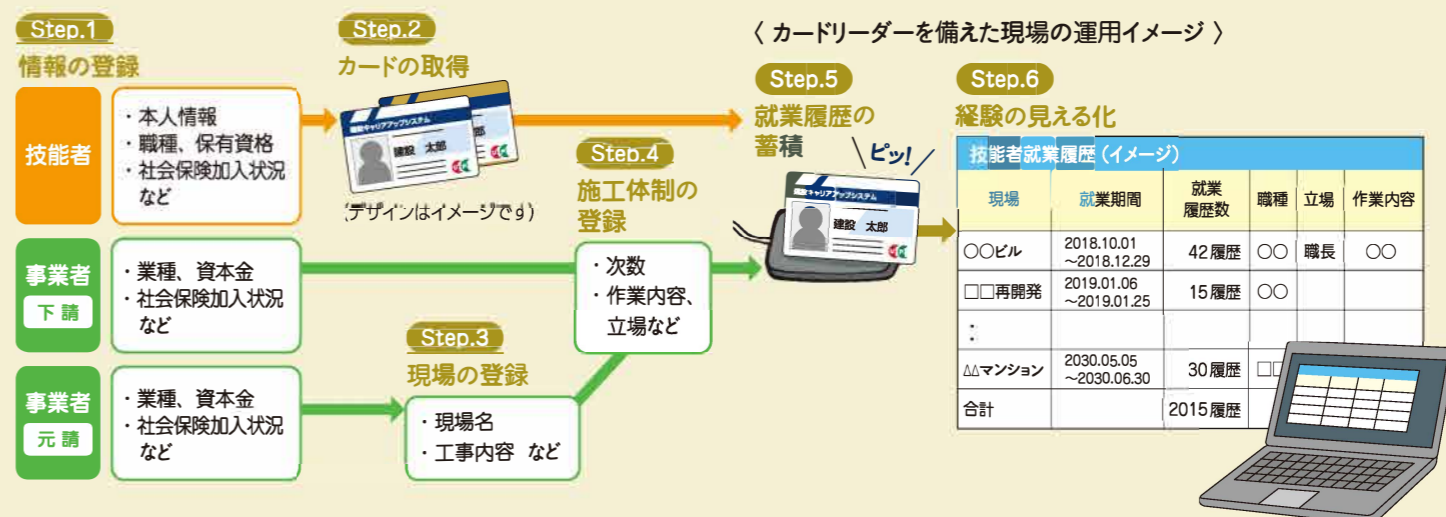 〈 カードリーダーを備えた現場の運用イメージ 〉
Step.1
情報の登録
技能者
・本人情報
・職種、保有資格
・社会保険加入状況
など
事業者
下請
・業種、資本金
・社会保険加入状況
など
事業者
元請
・業種、資本金
・社会保険加入状況
など
Step.2
カードの取得
建設キャリアアップシステム
建設 太郎
(デザインはイメージです)
Step.3
現場の登録
・現場名
・工事内容 など
Step.4
施工体制の
登録
・次数
・作業内容、
立場など
Step.5
就業履歴の
蓄積
ピッ!
建設キャリアアップシステム
建設 太郎
Step.6
経験の見える化
技能者就業履歴(イメージ)
現場 就業期間 就業履歴数 職種 立場 作業内容
○○ビル 2018.10.01～2018.12.29 42履歴 ○○ 職長 ○○
□□再開発 2019.01.06～2019.01.25 15履歴 ○○
：
△△マンション 2030.05.05～2030.06.30 30履歴 □□
合計 2015履歴